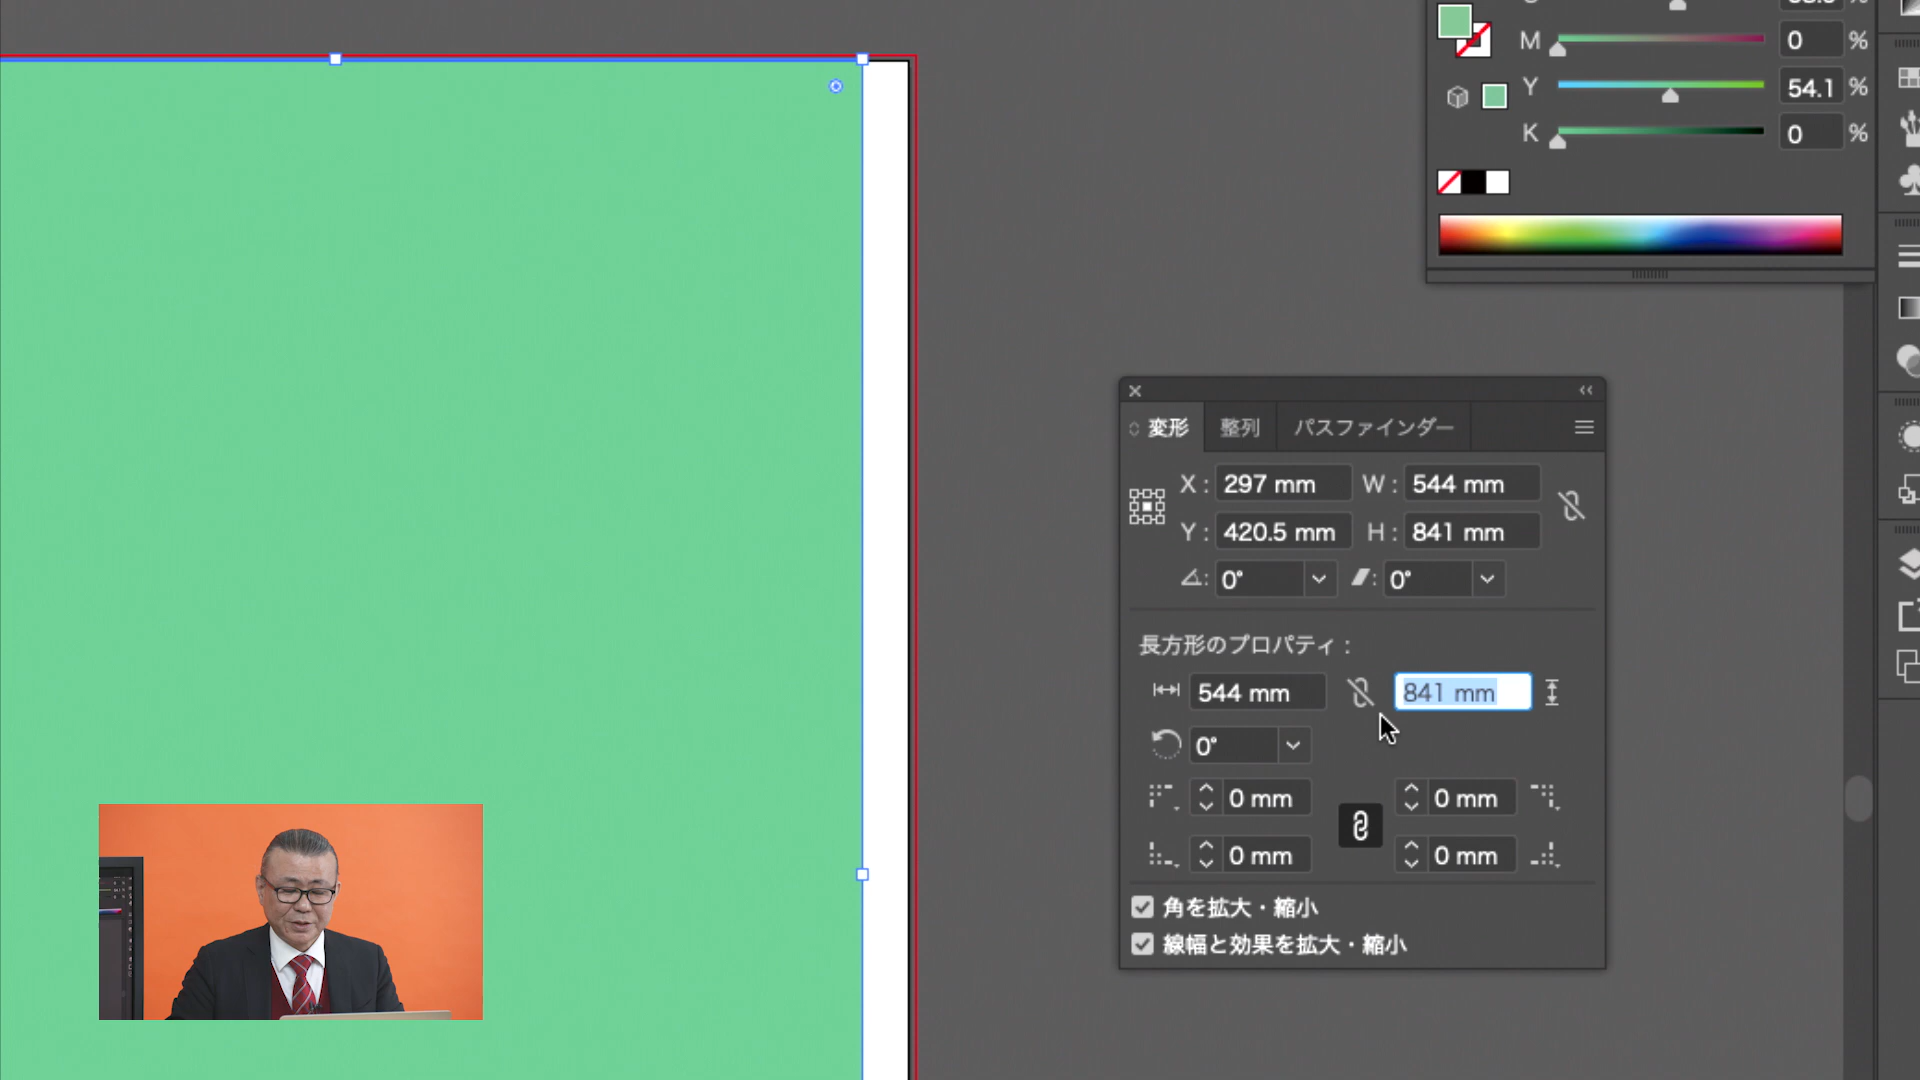 M 0 %
Y 54.1 %
K 0 %
変形 整列 パスファインダー
X : 297 mm W : 544 mm
Y : 420.5 mm H : 841 mm
0° 0°
長方形のプロパティ :
544 mm 841 mm
0°
0 mm 0 mm
0 mm 0 mm
角を拡大・縮小
線幅と効果を拡大・縮小